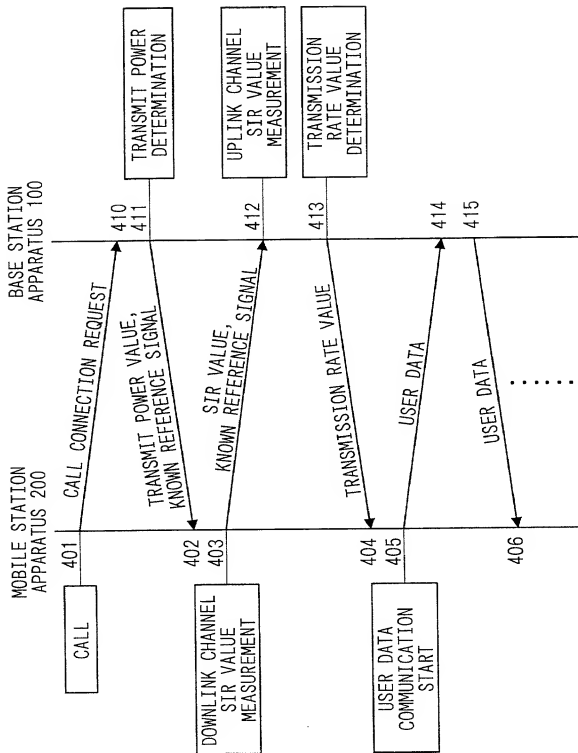 MOBILE STATION
APPARATUS 200
BASE STATION
APPARATUS 100
CALL
401
CALL CONNECTION REQUEST
410
411
TRANSMIT POWER
DETERMINATION
TRANSMIT POWER VALUE,
KNOWN REFERENCE SIGNAL
402
403
DOWNLINK CHANNEL
SIR VALUE
MEASUREMENT
SIR VALUE,
KNOWN REFERENCE SIGNAL
412
UPLINK CHANNEL
SIR VALUE
MEASUREMENT
413
TRANSMISSION
RATE VALUE
DETERMINATION
TRANSMISSION RATE VALUE
404
405
USER DATA
COMMUNICATION
START
USER DATA
414
415
USER DATA
406
......